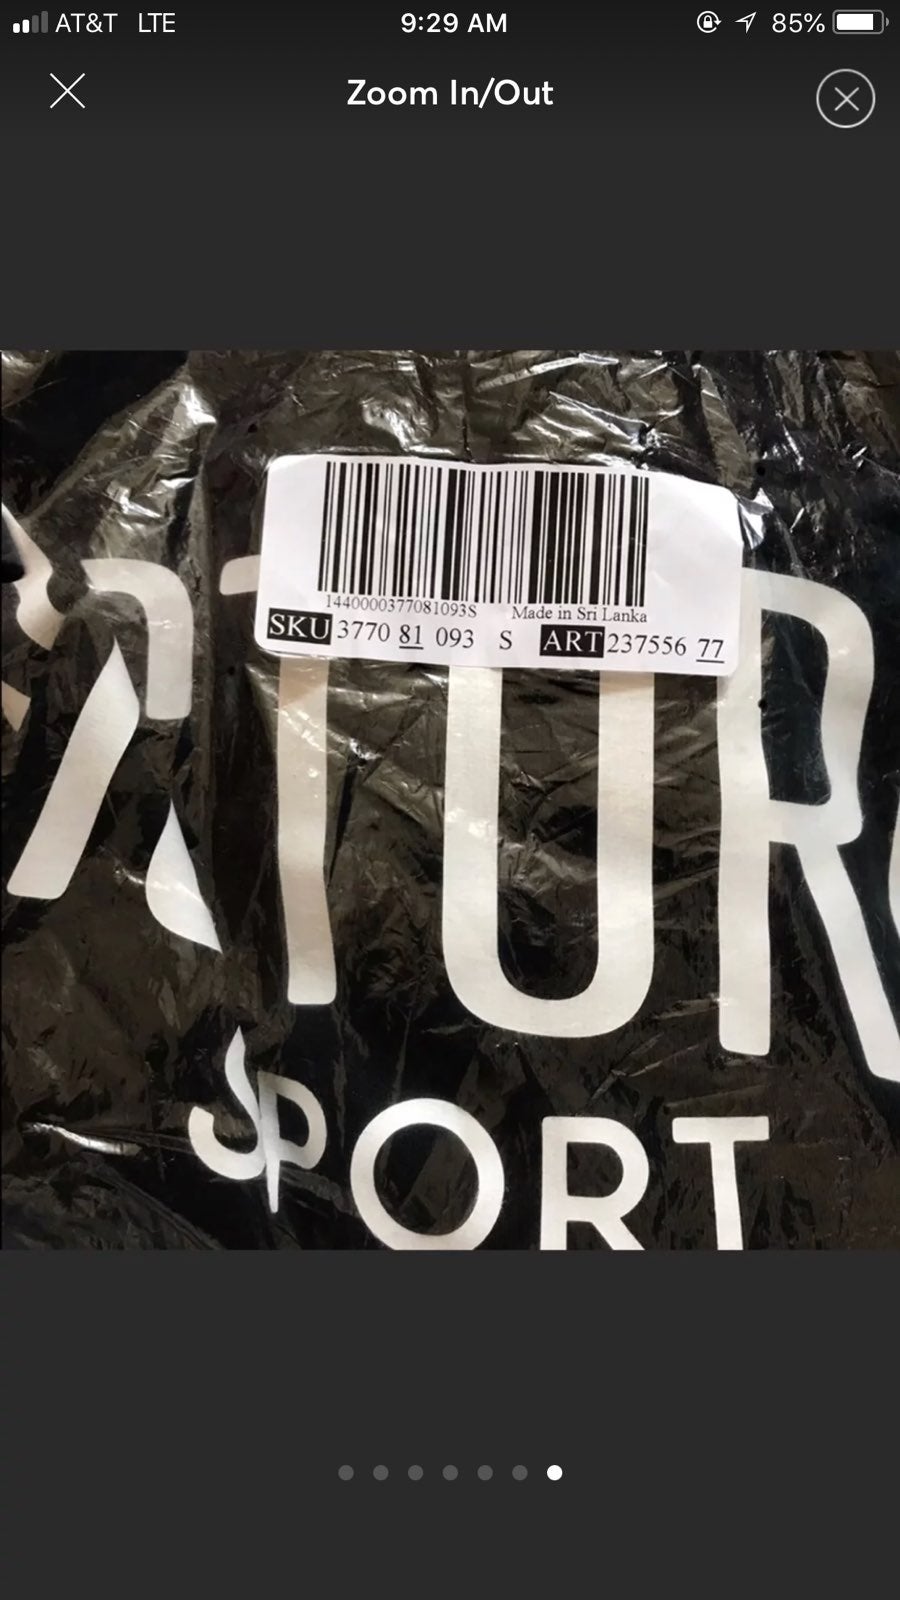 AT&T LTE 9:29 AM 85%
Zoom In/Out
1440000377081093S Made in Sri Lanka
SKU 3770 81 093 S ART 237556 77
SPORT